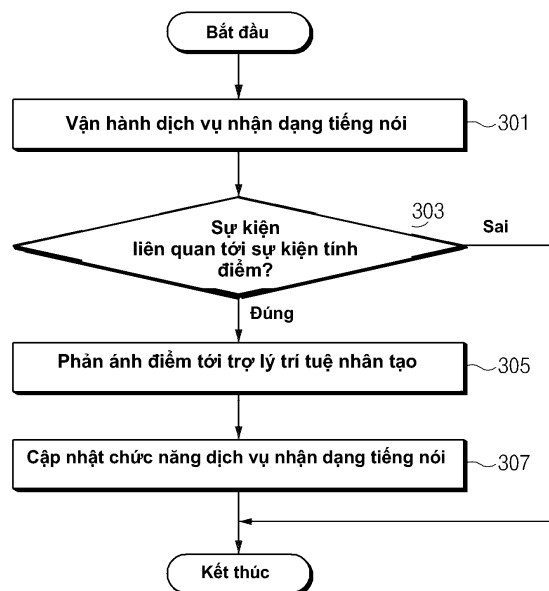 Bắt đầu
Vận hành dịch vụ nhận dạng tiếng nói
301
303
Sự kiện
liên quan tới sự kiện tính
điểm?
Sai
Đúng
Phản ánh điểm tới trợ lý trí tuệ nhân tạo
305
Cập nhật chức năng dịch vụ nhận dạng tiếng nói
307
Kết thúc